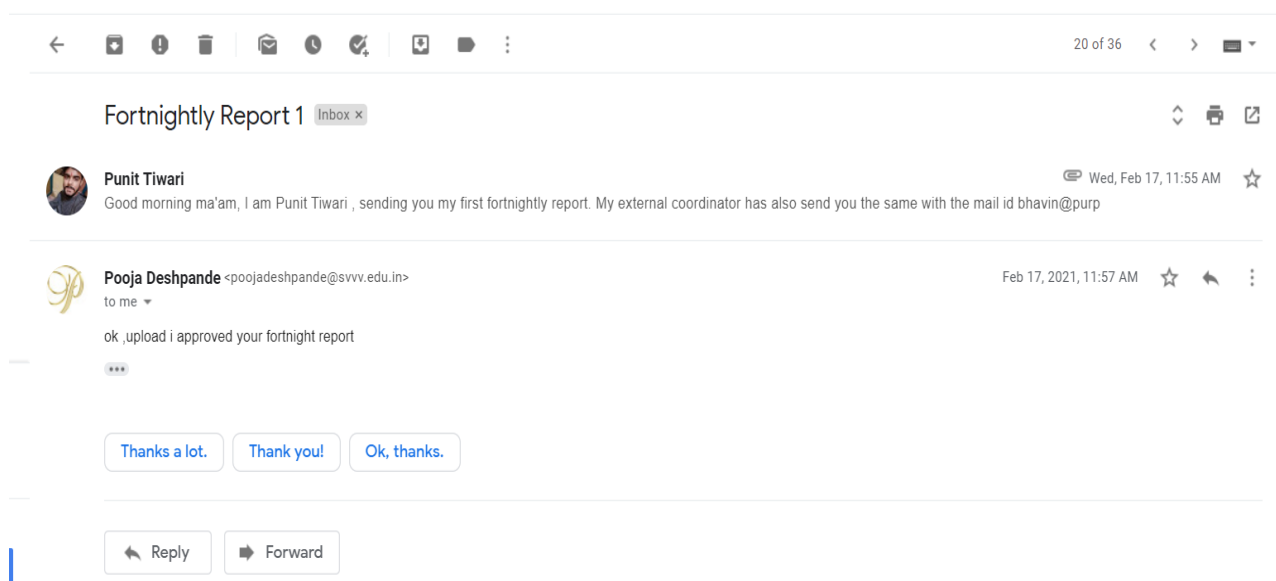 20 of 36
Fortnightly Report 1 Inbox ×
Punit Tiwari Wed, Feb 17, 11:55 AM
Good morning ma'am, I am Punit Tiwari , sending you my first fortnightly report. My external coordinator has also send you the same with the mail id bhavin@purp
Pooja Deshpande <poojadeshpande@svvv.edu.in> Feb 17, 2021, 11:57 AM
to me
ok ,upload i approved your fortnight report
Thanks a lot. Thank you! Ok, thanks.
Reply Forward